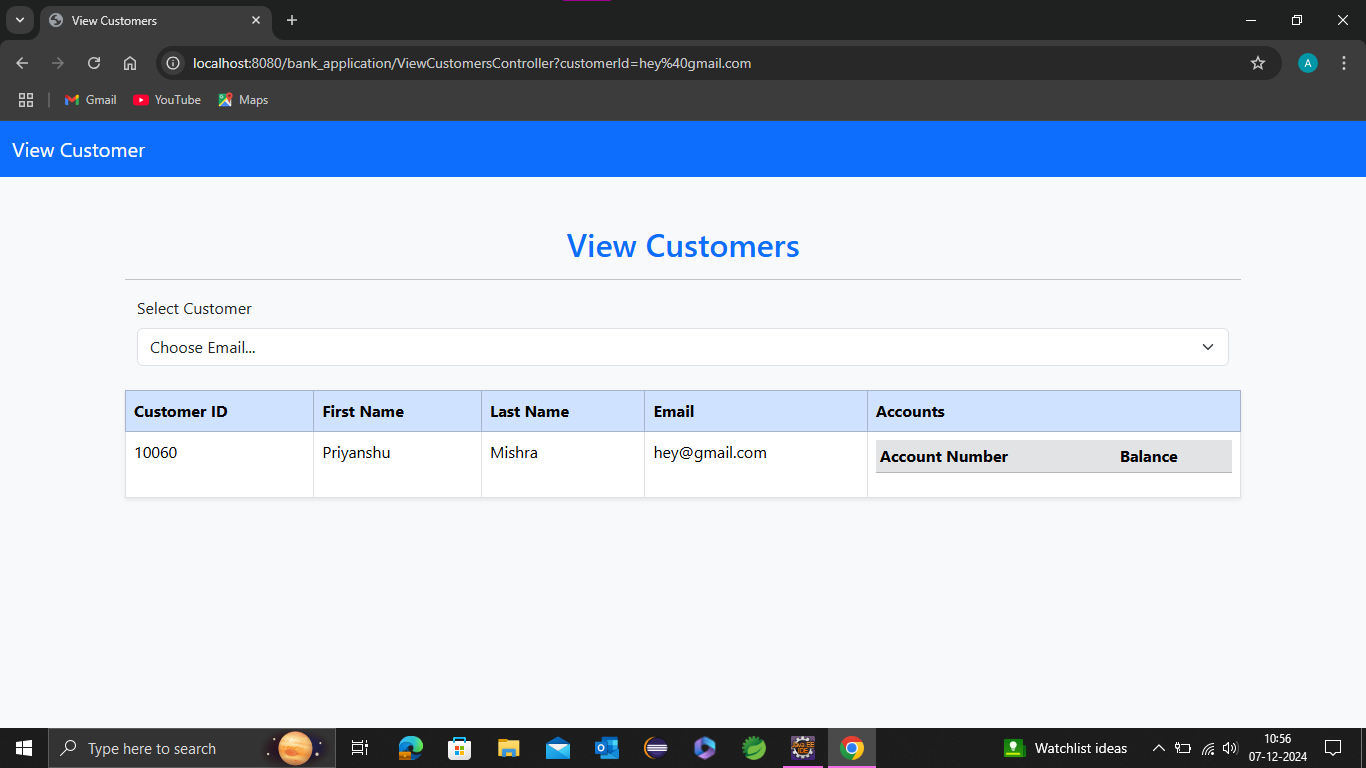 View Customers
localhost:8080/bank_application/ViewCustomersController?customerId=hey%40gmail.com
A
Gmail YouTube Maps
View Customer
View Customers
Select Customer
Choose Email...
Customer ID First Name Last Name Email Accounts
10060 Priyanshu Mishra hey@gmail.com Account Number Balance
Type here to search
Watchlist ideas
10:56
07-12-2024